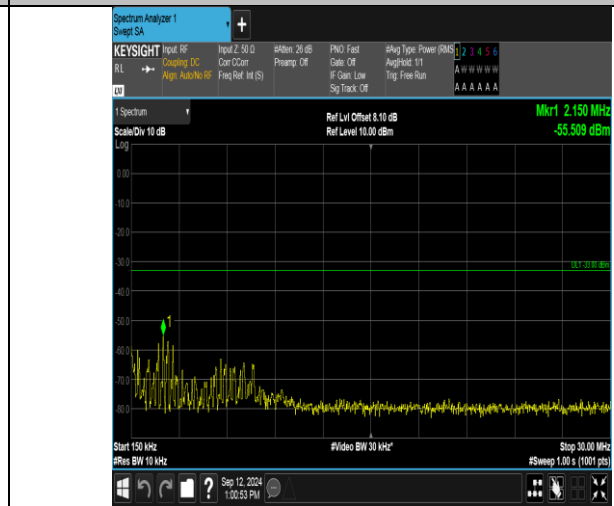 Spectrum Analyzer 1
Swept SA
+
KEYSIGHT Input: RF Input Z: 50 Ω #Atten: 26 dB PNO: Fast #Avg Type: Power (RMS 1 2 3 4 5 6
RL Coupling: DC Corr CCorr Preamp: Off Gate: Off Avg|Hold: 1/1 A W W W W W
Align: Auto/No RF Freq Ref: Int (S) IF Gain: Low Trig: Free Run
LXI Sig Track: Off A A A A A A
1 Spectrum Ref Lvl Offset 8.10 dB Mkr1 2.150 MHz
Scale/Div 10 dB Ref Level 10.00 dBm -55.509 dBm
Log
0.00
-10.0
-20.0
-30.0
DL1 -33.00 dBm
-40.0
-50.0
1
-60.0
-70.0
-80.0
Start 150 kHz #Video BW 30 kHz* Stop 30.00 MHz
#Res BW 10 kHz #Sweep 1.00 s (1001 pts)
? Sep 12, 2024
1:00:53 PM